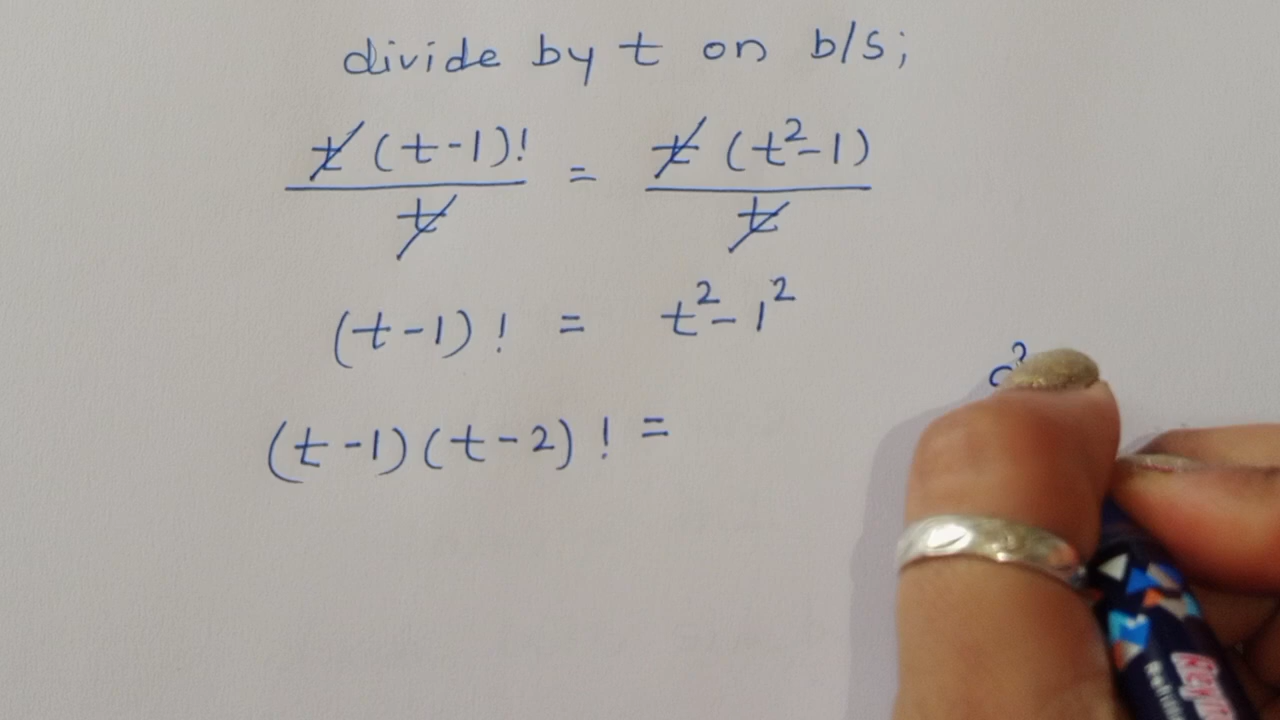 divide by t on b/s;
t(t-1)!/t = t(t²-1)/t
(t-1)! = t²-1²
(t-1)(t-2)! =